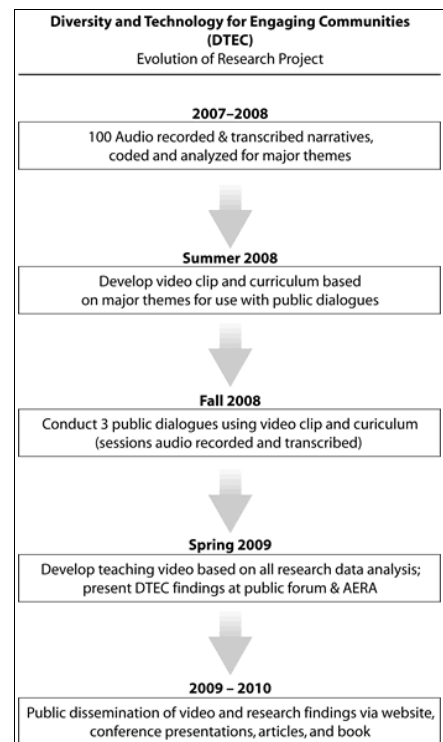 Diversity and Technology for Engaging Communities
(DTEC)
Evolution of Research Project
2007–2008
100 Audio recorded & transcribed narratives,
coded and analyzed for major themes
Summer 2008
Develop video clip and curriculum based
on major themes for use with public dialogues
Fall 2008
Conduct 3 public dialogues using video clip and curiculum
(sessions audio recorded and transcribed)
Spring 2009
Develop teaching video based on all research data analysis;
present DTEC findings at public forum & AERA
2009 – 2010
Public dissemination of video and research findings via website,
conference presentations, articles, and book